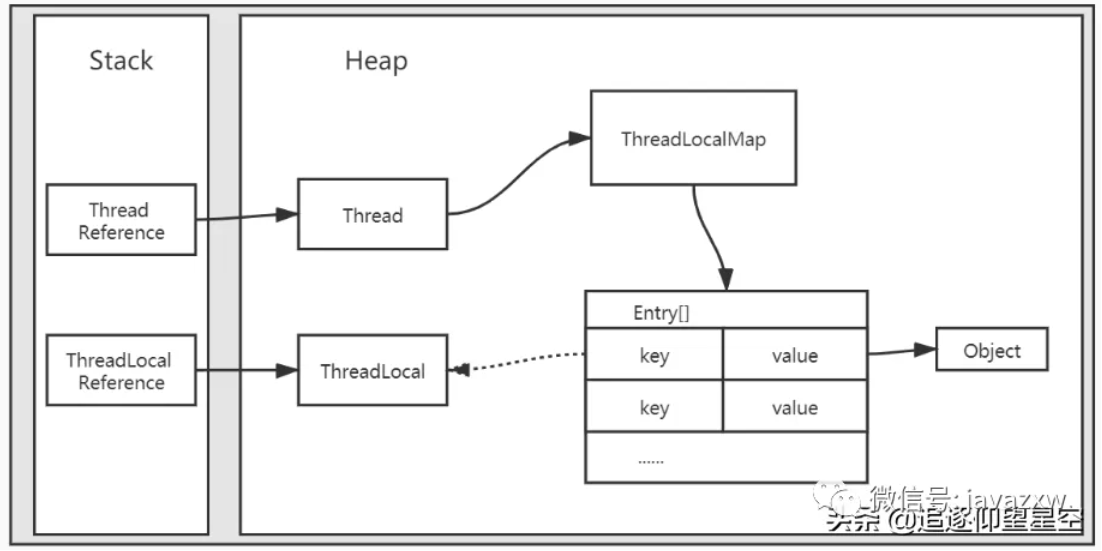 Stack
Heap
ThreadLocalMap
Thread
Reference
Thread
Entry[]
ThreadLocal
Reference
ThreadLocal
key
value
Object
key
value
......
微信号: javazxw
头条 @追逐仰望星空